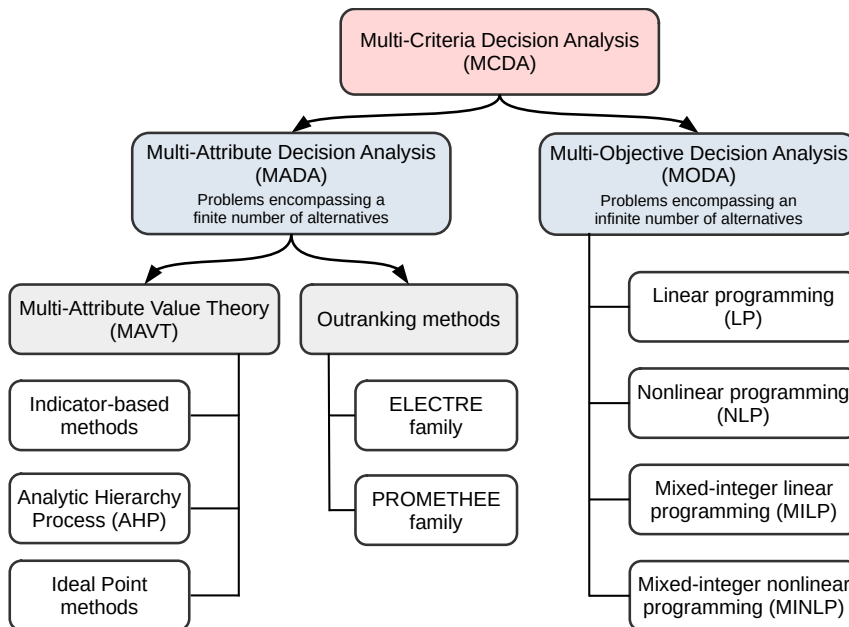 Multi-Criteria Decision Analysis
(MCDA)
Multi-Attribute Decision Analysis
(MADA)
Problems encompassing a
finite number of alternatives
Multi-Objective Decision Analysis
(MODA)
Problems encompassing an
infinite number of alternatives
Multi-Attribute Value Theory
(MAVT)
Outranking methods
Indicator-based
methods
Analytic Hierarchy
Process (AHP)
Ideal Point
methods
ELECTRE
family
PROMETHEE
family
Linear programming
(LP)
Nonlinear programming
(NLP)
Mixed-integer linear
programming (MILP)
Mixed-integer nonlinear
programming (MINLP)